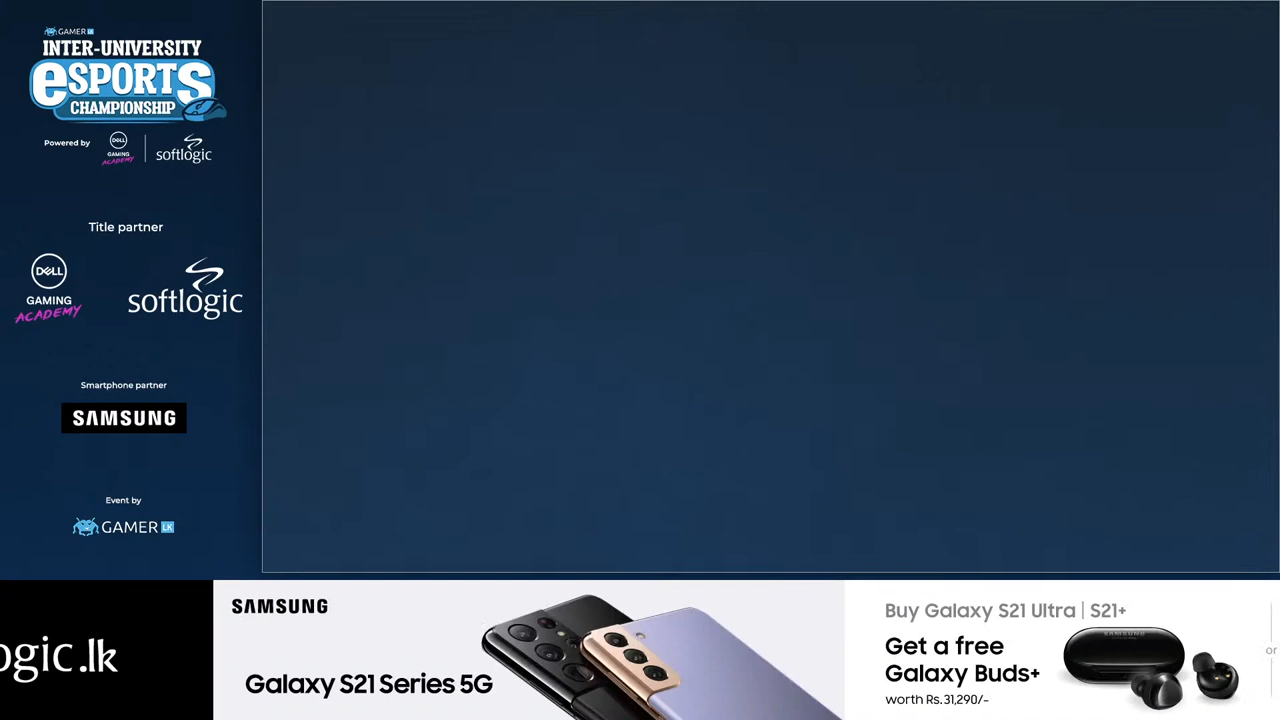 GAMER LK
INTER-UNIVERSITY
eSPORTS
CHAMPIONSHIP
Powered by
DELL
GAMING
ACADEMY
softlogic
Title partner
DELL
GAMING
ACADEMY
softlogic
Smartphone partner
SAMSUNG
Event by
GAMER LK
ogic.lk
SAMSUNG
Galaxy S21 Series 5G
Buy Galaxy S21 Ultra | S21+
Get a free
Galaxy Buds+
worth Rs.31,290/-
SAMSUNG
or